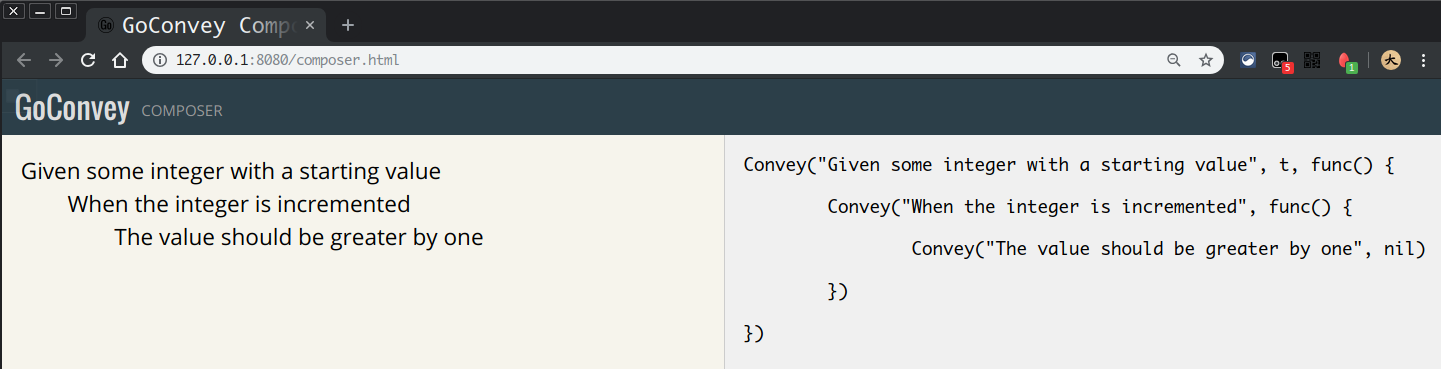 GoConvey Comp
127.0.0.1:8080/composer.html
5
1
大
GoConvey COMPOSER
Given some integer with a starting value
When the integer is incremented
The value should be greater by one
Convey("Given some integer with a starting value", t, func() {
Convey("When the integer is incremented", func() {
Convey("The value should be greater by one", nil)
})
})